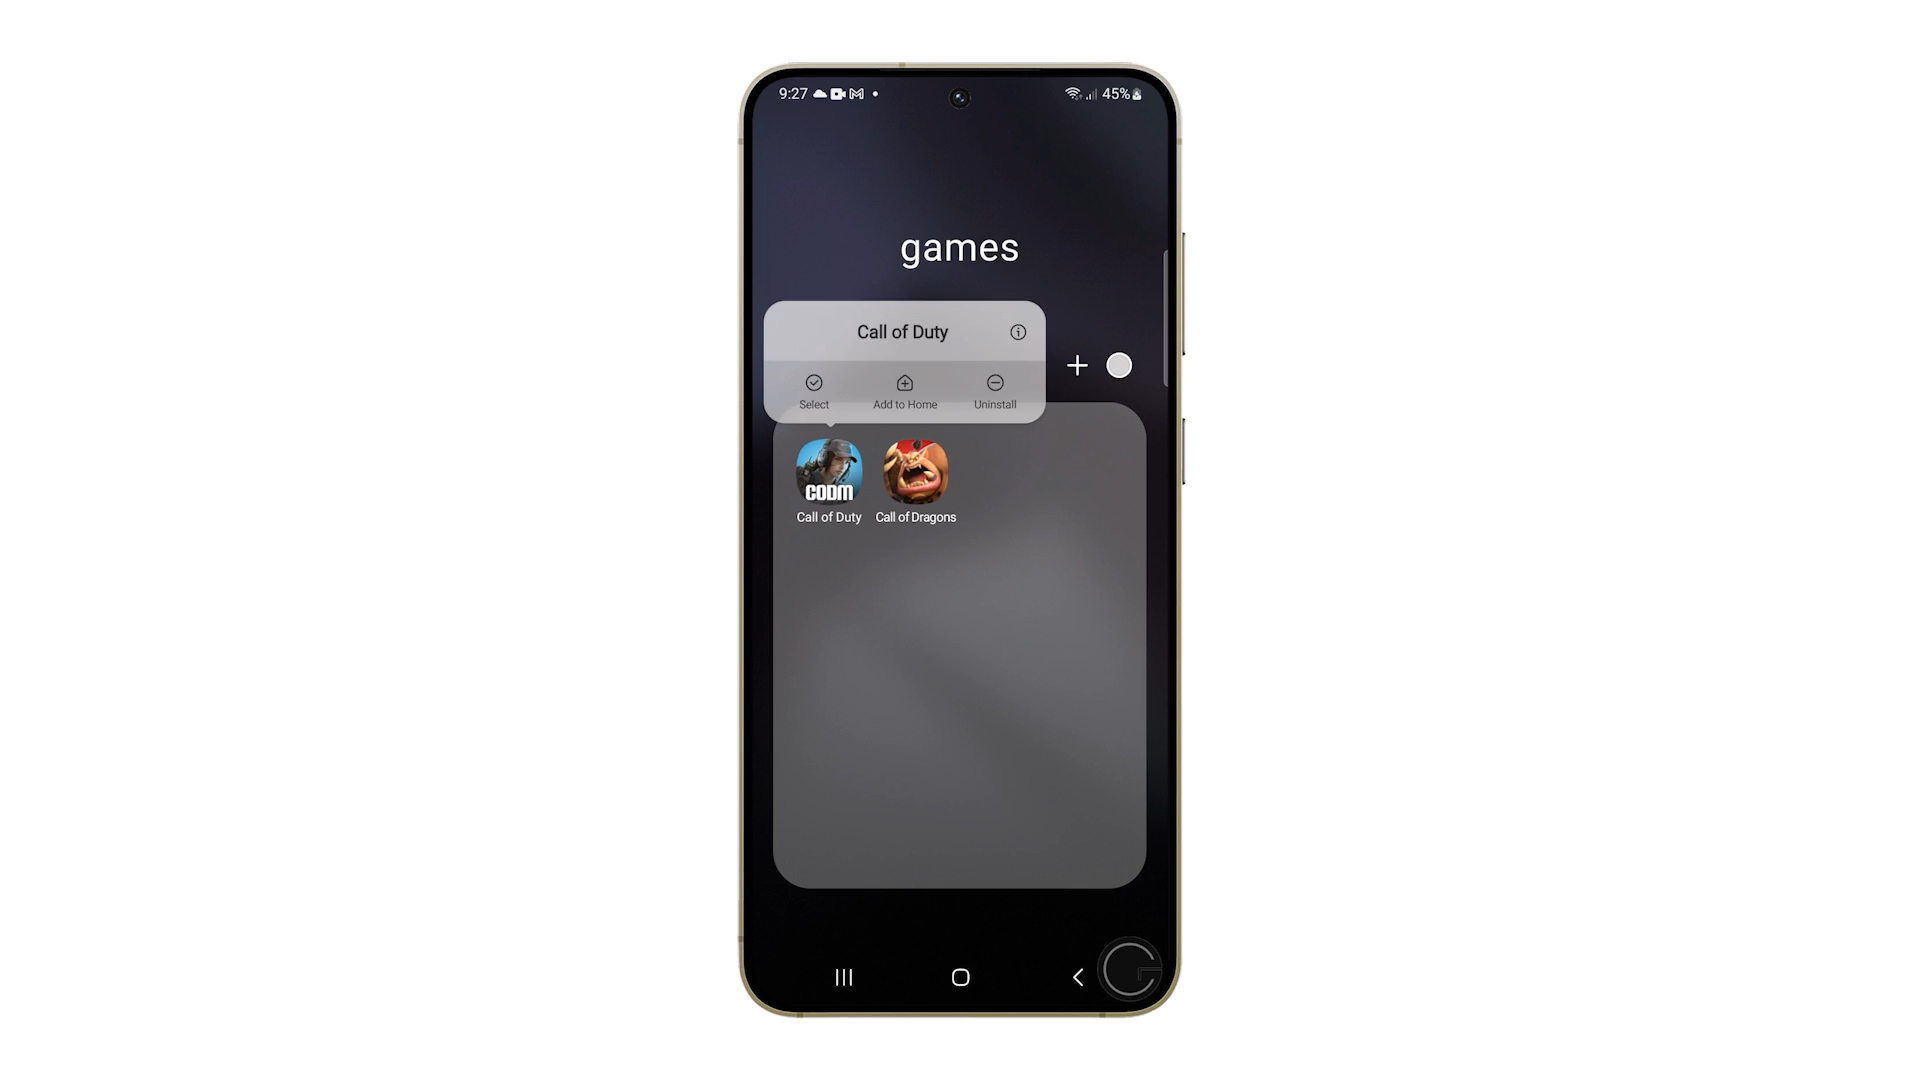 9:27
45%
games
Call of Duty
Select
Add to Home
Uninstall
CODM
Call of Duty
Call of Dragons